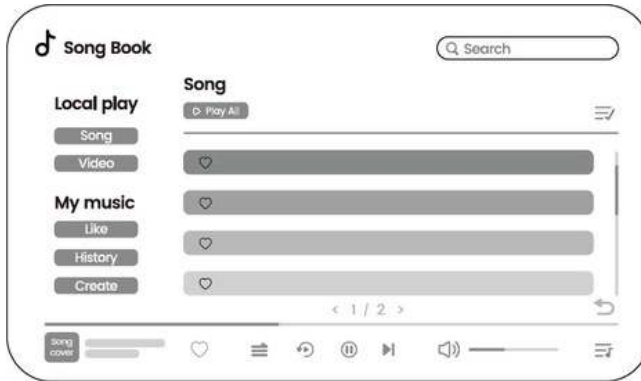 Song Book
Search
Local play
Song
Video
My music
Like
History
Create
Song
Play All
< 1 / 2 >
Song
cover